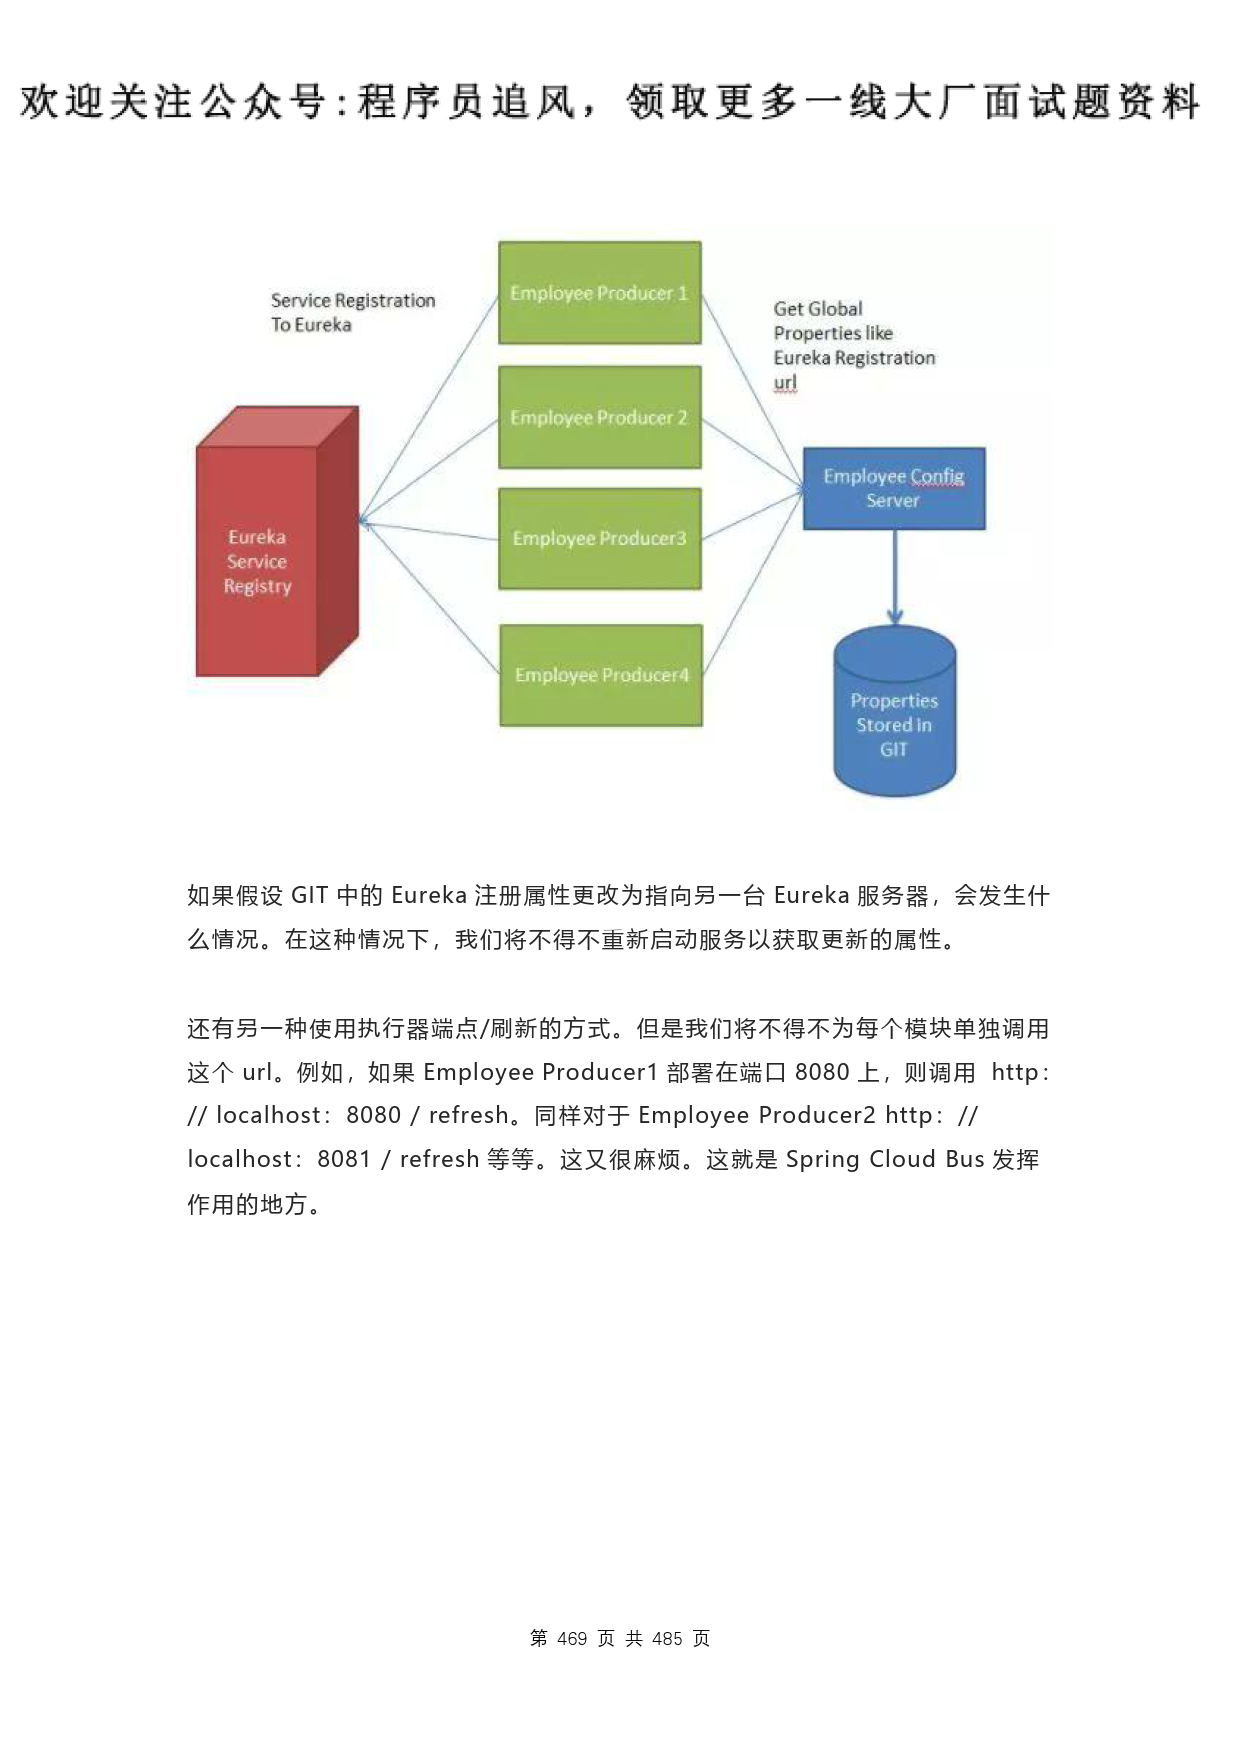 欢迎关注公众号:程序员追风，领取更多一线大厂面试题资料
Service Registration
To Eureka
Employee Producer 1
Get Global
Properties like
Eureka Registration
url
Employee Producer 2
Employee Config
Server
Eureka
Service
Registry
Employee Producer3
Employee Producer4
Properties
Stored in
GIT
如果假设 GIT 中的 Eureka 注册属性更改为指向另一台 Eureka 服务器，会发生什
么情况。在这种情况下，我们将不得不重新启动服务以获取更新的属性。
还有另一种使用执行器端点/刷新的方式。但是我们将不得不为每个模块单独调用
这个 url。例如，如果 Employee Producer1 部署在端口 8080 上，则调用 http：
// localhost：8080 / refresh。同样对于 Employee Producer2 http：//
localhost：8081 / refresh 等等。这又很麻烦。这就是 Spring Cloud Bus 发挥
作用的地方。
第 469 页 共 485 页